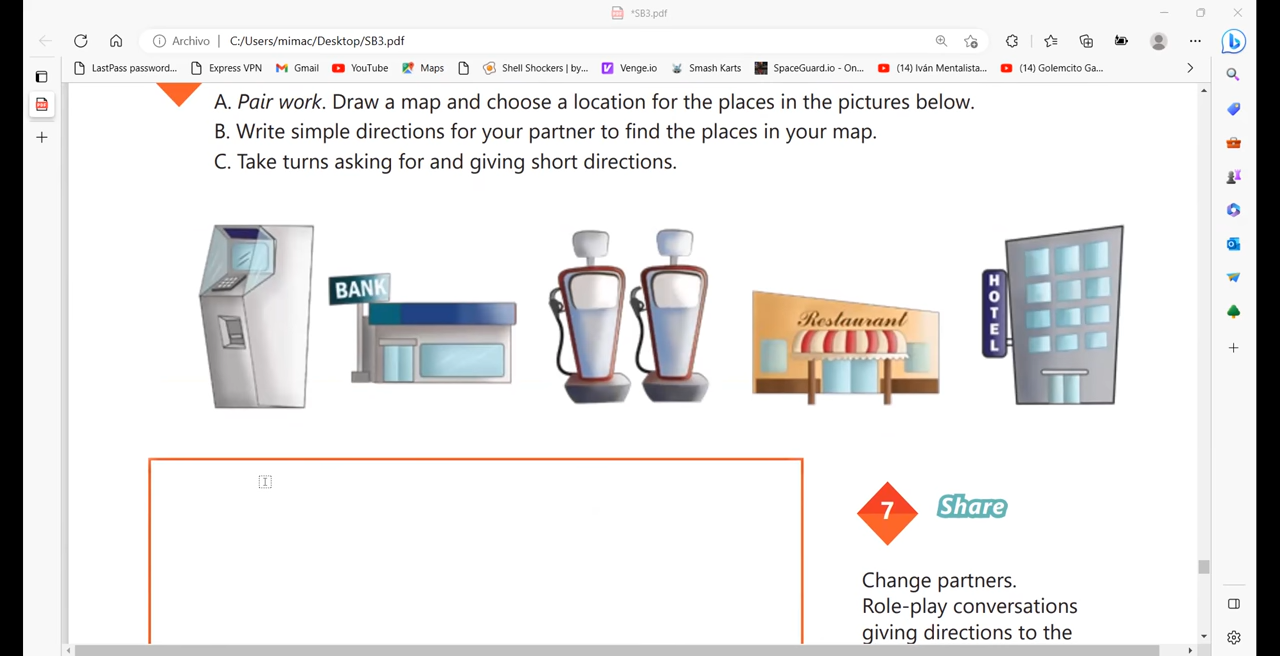 *SB3.pdf
Archivo | C:/Users/mimac/Desktop/SB3.pdf
LastPass password... Express VPN Gmail YouTube Maps Shell Shockers | by... Venge.io Smash Karts SpaceGuard.io - On... (14) Iván Mentalista... (14) Golemcito Ga...
A. Pair work. Draw a map and choose a location for the places in the pictures below.
B. Write simple directions for your partner to find the places in your map.
C. Take turns asking for and giving short directions.
BANK
Restaurant
HOTEL
7 Share
Change partners.
Role-play conversations
giving directions to the